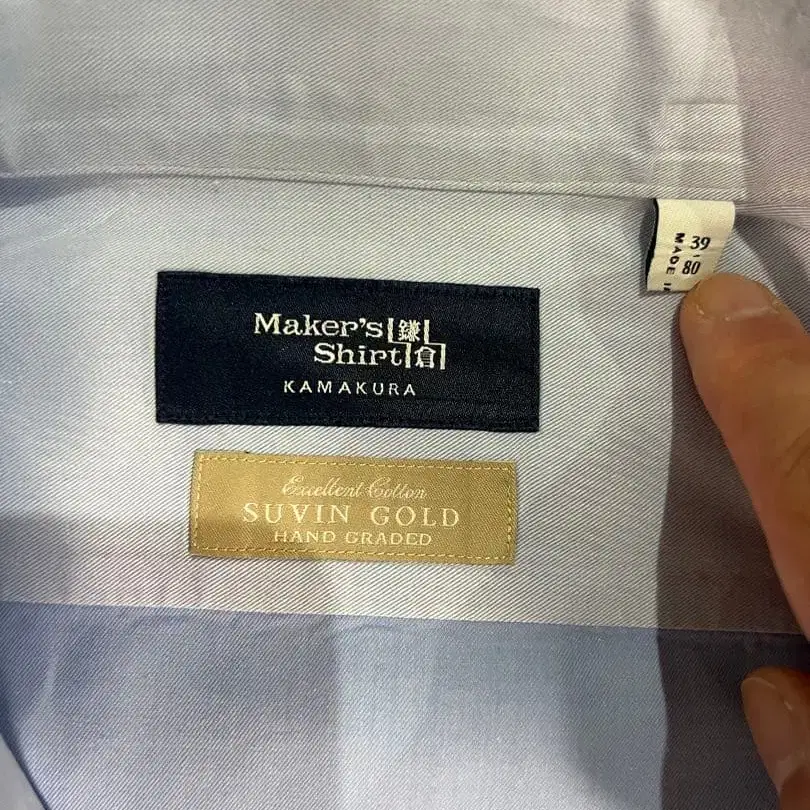 Maker's 鎌
Shirt 倉
KAMAKURA
Excellent Cotton
SUVIN GOLD
HAND GRADED
39
80
MADE